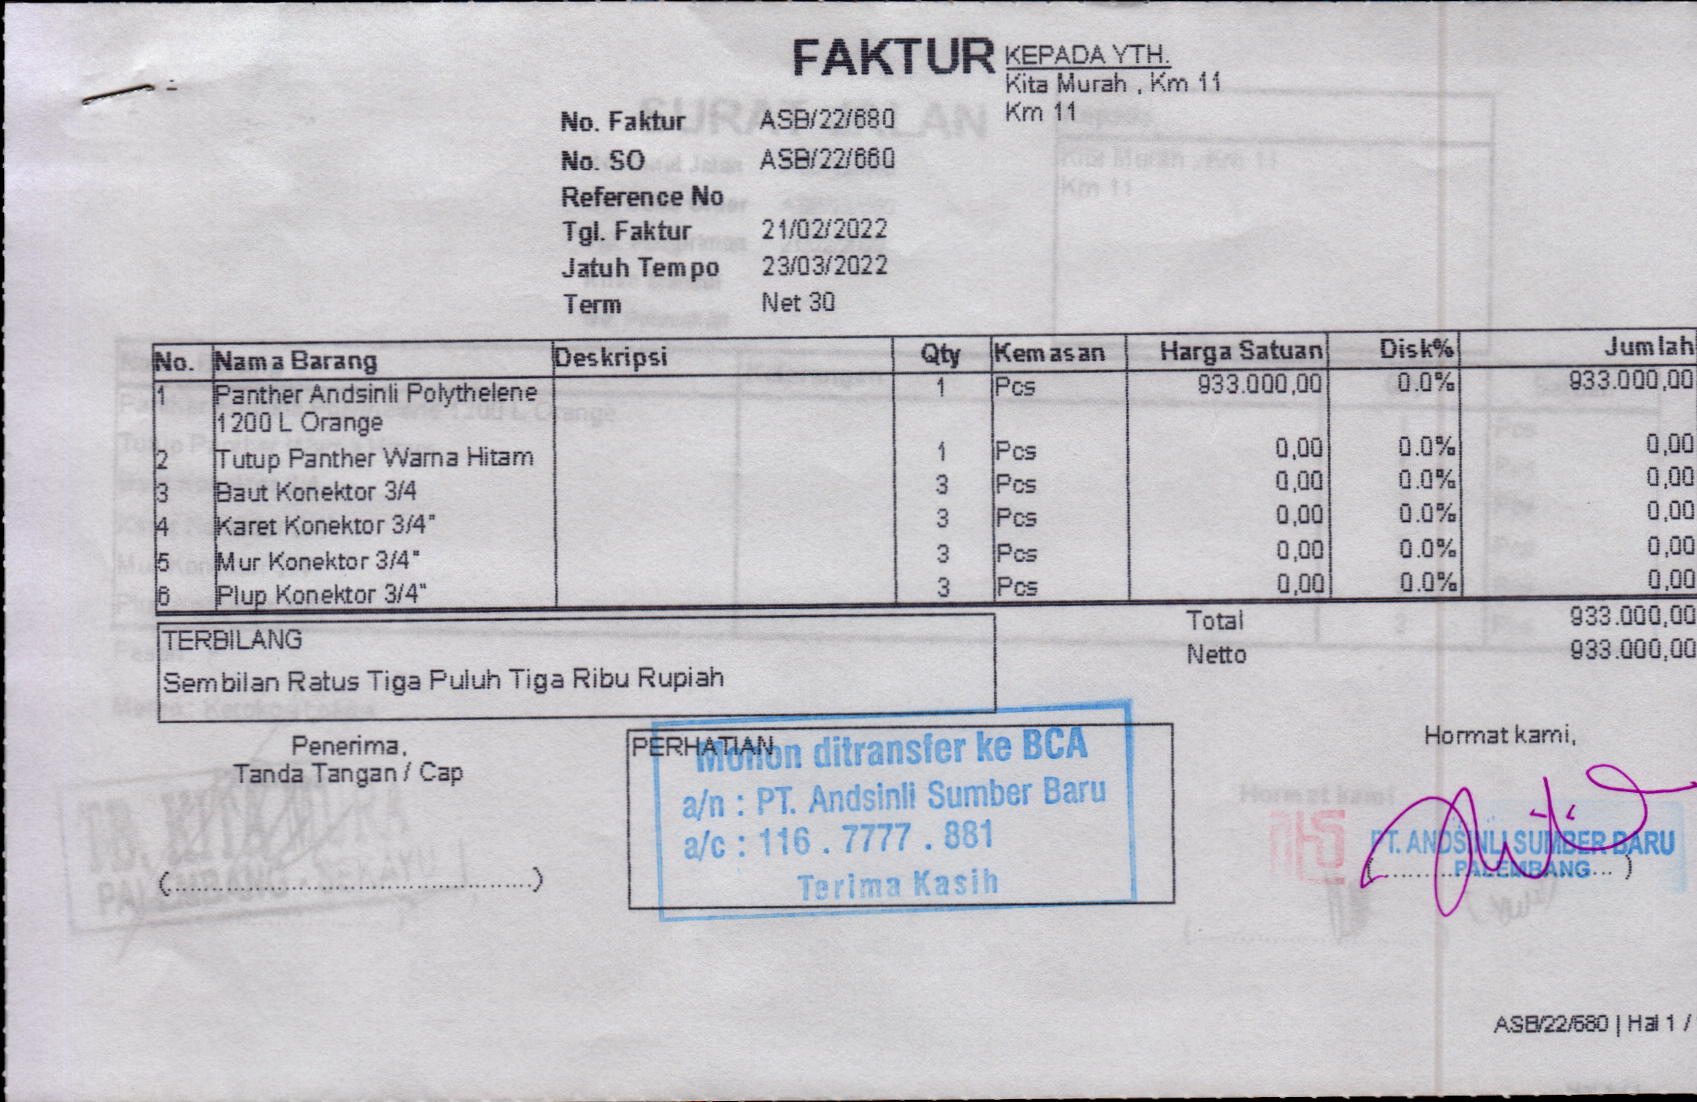 FAKTUR
KEPADA YTH.
Kita Murah , Km 11
Km 11
No. Faktur ASB/22/680
No. SO ASB/22/660
Reference No
Tgl. Faktur 21/02/2022
Jatuh Tempo 23/03/2022
Term Net 30
No. Nama Barang Deskripsi Qty Kemasan Harga Satuan Disk% Jumlah
1 Panther Andsinli Polythelene 1 Pcs 933.000,00 0.0% 933.000,00
1200 L Orange
2 Tutup Panther Warna Hitam 1 Pcs 0,00 0.0% 0,00
3 Baut Konektor 3/4 3 Pcs 0,00 0.0% 0,00
4 Karet Konektor 3/4" 3 Pcs 0,00 0.0% 0,00
5 Mur Konektor 3/4" 3 Pcs 0,00 0.0% 0,00
6 Plup Konektor 3/4" 3 Pcs 0,00 0.0% 0,00
Total 933.000,00
Netto 933.000,00
TERBILANG
Sembilan Ratus Tiga Puluh Tiga Ribu Rupiah
Penerima,
Tanda Tangan / Cap
(....................................................)
PERHATIAN
Mohon ditransfer ke BCA
a/n : PT. Andsinli Sumber Baru
a/c : 116 . 7777 . 881
Terima Kasih
Hormat kami,
PT. ANDSINLI SUMBER BARU
PALEMBANG
ASB/22/680 | Hal 1 /